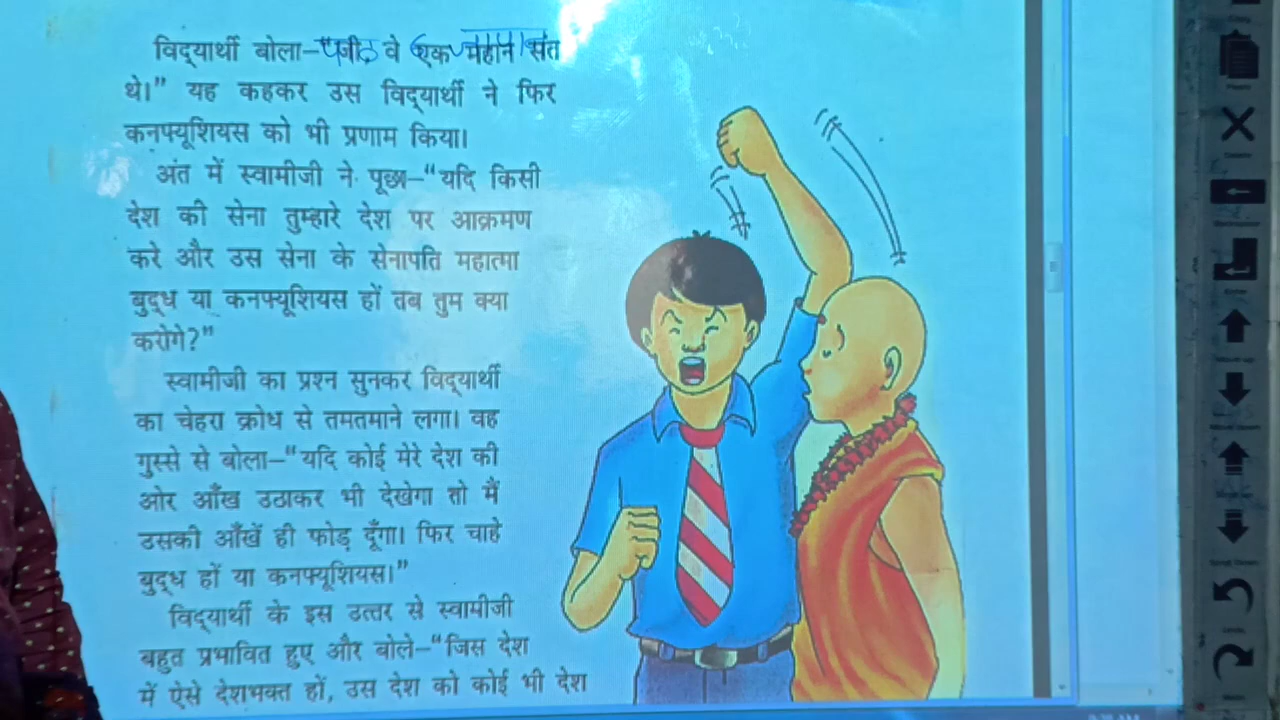 विद्यार्थी बोला–“जी वे एक महान संत
थे।” यह कहकर उस विद्यार्थी ने फिर
कनफ्यूशियस को भी प्रणाम किया।
अंत में स्वामीजी ने पूछा–“यदि किसी
देश की सेना तुम्हारे देश पर आक्रमण
करे और उस सेना के सेनापति महात्मा
बुद्ध या कनफ्यूशियस हों तब तुम क्या
करोगे?”
स्वामीजी का प्रश्न सुनकर विद्यार्थी
का चेहरा क्रोध से तमतमाने लगा। वह
गुस्से से बोला–“यदि कोई मेरे देश की
ओर आँख उठाकर भी देखेगा तो मैं
उसकी आँखें ही फोड़ दूँगा। फिर चाहे
बुद्ध हों या कनफ्यूशियस।”
विद्यार्थी के इस उत्तर से स्वामीजी
बहुत प्रभावित हुए और बोले–“जिस देश
में ऐसे देशभक्त हों, उस देश को कोई भी देश